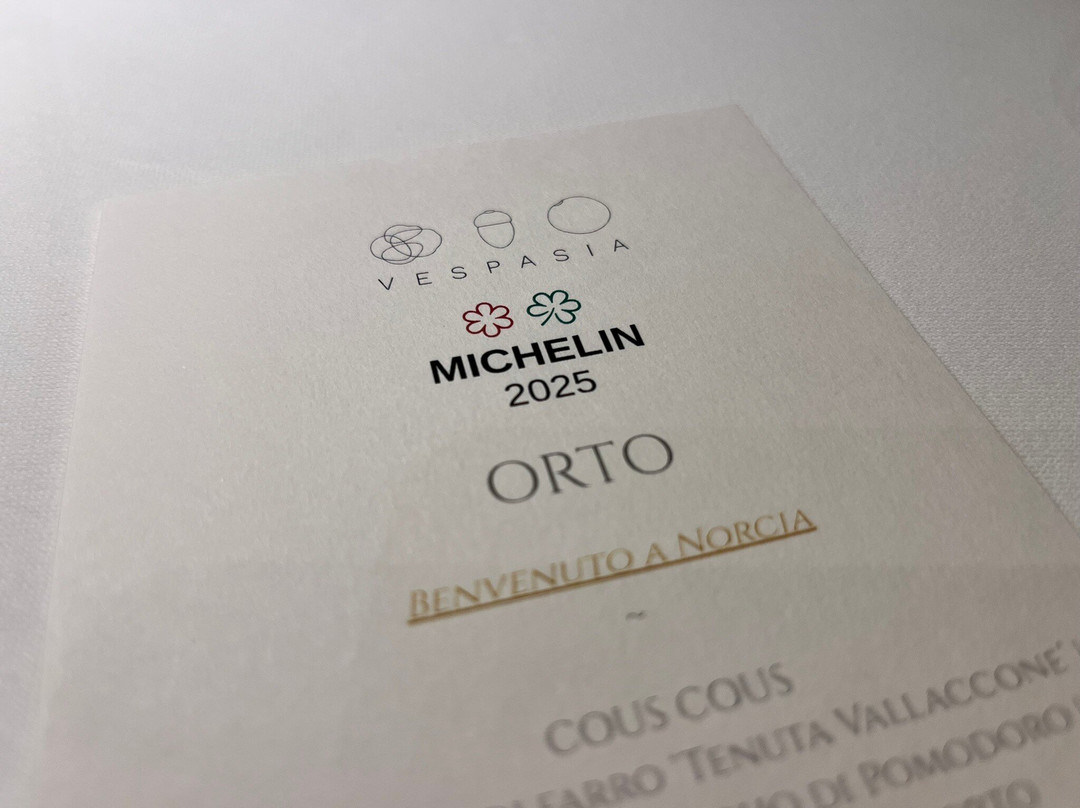 VESPASIA
MICHELIN
2025
ORTO
BENVENUTO A NORCIA
~
COUS COUS
FARRO 'TENUTA VALLACCONE'
DI POMODORO